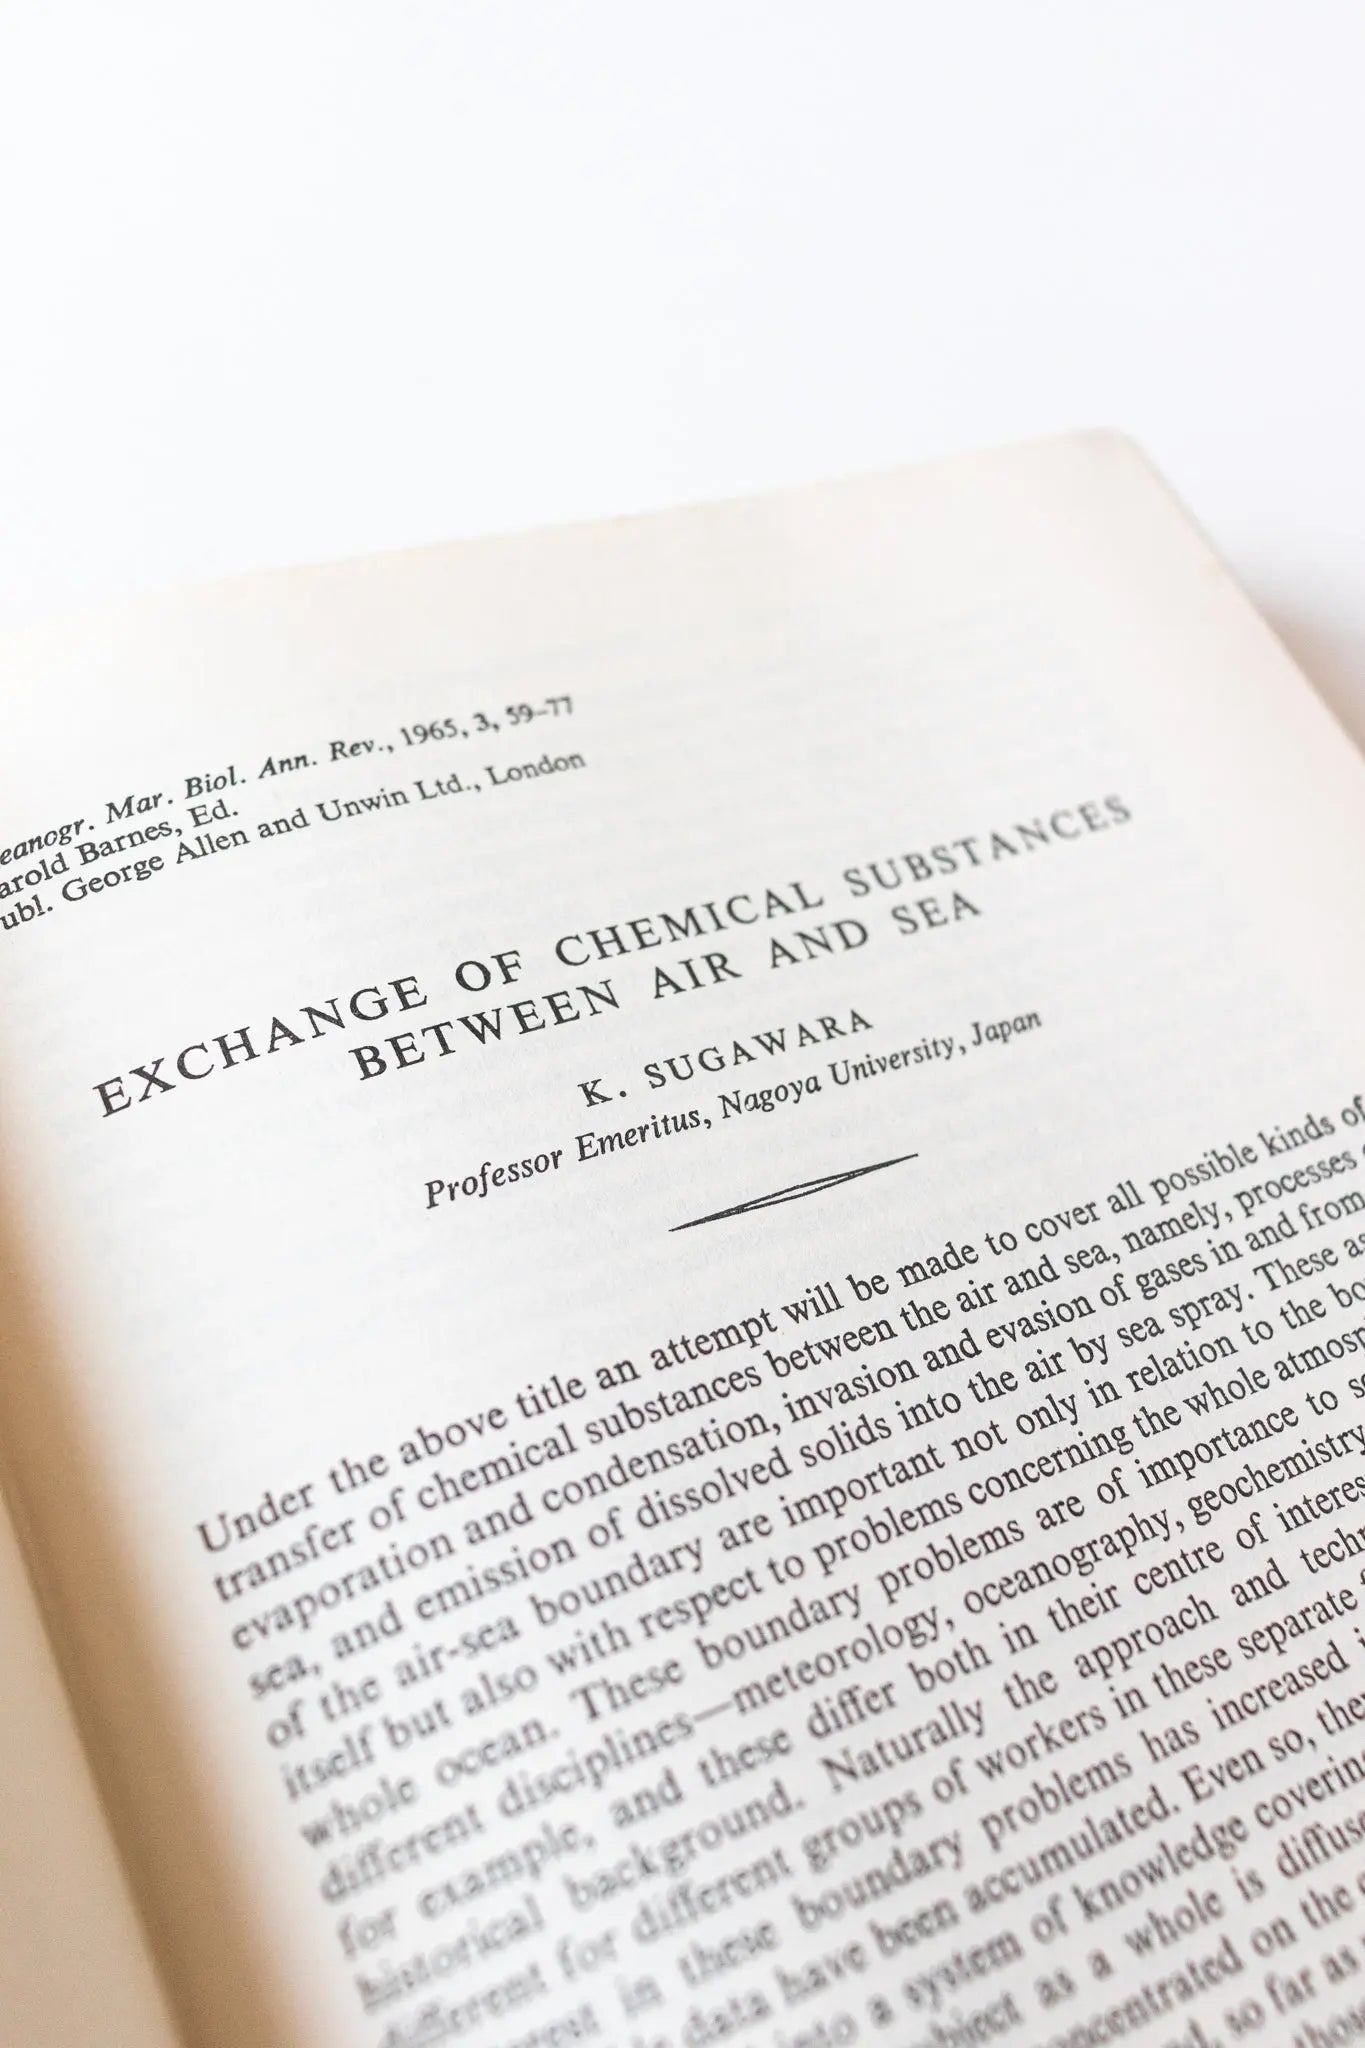 eanogr. Mar. Biol. Ann. Rev., 1965, 3, 59–77
arold Barnes, Ed.
ubl. George Allen and Unwin Ltd., London
EXCHANGE OF CHEMICAL SUBSTANCES
BETWEEN AIR AND SEA
K. SUGAWARA
Professor Emeritus, Nagoya University, Japan
Under the above title an attempt will be made to cover all possible kinds of
transfer of chemical substances between the air and sea, namely, processes
evaporation and condensation, invasion and evasion of gases in and from
sea, and emission of dissolved solids into the air by sea spray. These as
of the air-sea boundary are important not only in relation to the bo
itself but also with respect to problems concerning the whole atmosp
whole ocean. These boundary problems are of importance to
different disciplines—meteorology, oceanography, geochemistry
for example, and these differ both in their centre of interes
historical background. Naturally the approach and techn
different for different groups of workers in these separate
in these boundary problems has increased
data have been accumulated. Even so, the
into a system of knowledge coverin
as a whole is diffuse
concentrated on the
so far as